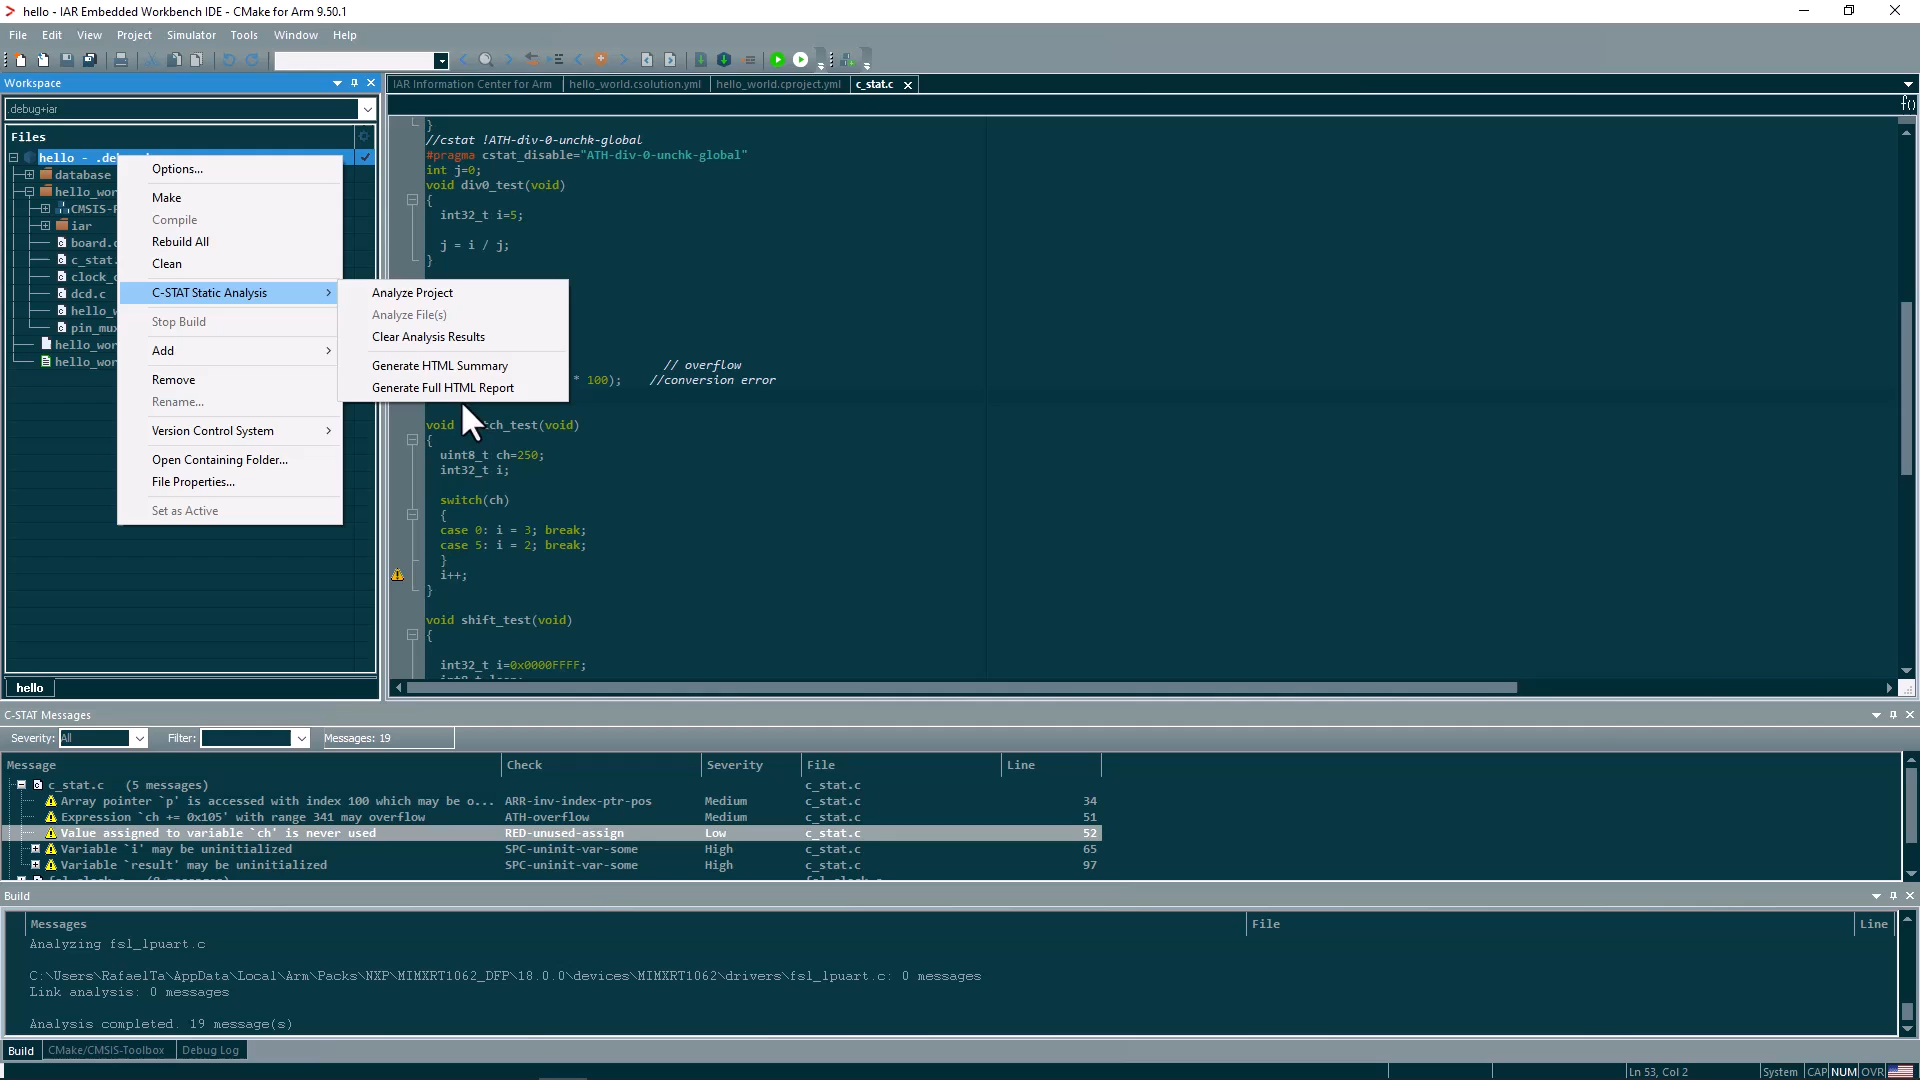 hello - IAR Embedded Workbench IDE - CMake for Arm 9.50.1
File Edit View Project Simulator Tools Window Help
Workspace
IAR Information Center for Arm hello_world.csolution.yml hello_world.cproject.yml c_stat.c
.debug+iar
Files
hello -
database
hello_wor
CMSIS-
iar
board.
c_stat.
clock_
dcd.c
hello_w
pin_mux
hello_wor
hello_wor
hello
Options...
Make
Compile
Rebuild All
Clean
C-STAT Static Analysis
Stop Build
Add
Remove
Rename...
Version Control System
Open Containing Folder...
File Properties...
Set as Active
Analyze Project
Analyze File(s)
Clear Analysis Results
Generate HTML Summary
Generate Full HTML Report
}
//cstat !ATH-div-0-unchk-global
#pragma cstat_disable="ATH-div-0-unchk-global"
int j=0;
void div0_test(void)
{
int32_t i=5;
j = i / j;
}
// overflow
* 100); //conversion error
void ch_test(void)
{
uint8_t ch=250;
int32_t i;
switch(ch)
{
case 0: i = 3; break;
case 5: i = 2; break;
}
i++;
}
void shift_test(void)
{
int32_t i=0x0000FFFF;
C-STAT Messages
Severity: All Filter: Messages: 19
Message Check Severity File Line
c_stat.c (5 messages) c_stat.c
Array pointer `p' is accessed with index 100 which may be o... ARR-inv-index-ptr-pos Medium c_stat.c 34
Expression `ch += 0x105' with range 341 may overflow ATH-overflow Medium c_stat.c 51
Value assigned to variable `ch' is never used RED-unused-assign Low c_stat.c 52
Variable `i' may be uninitialized SPC-uninit-var-some High c_stat.c 65
Variable `result' may be uninitialized SPC-uninit-var-some High c_stat.c 97
Build
Messages File Line
Analyzing fsl_lpuart.c
C:\Users\RafaelTa\AppData\Local\Arm\Packs\NXP\MIMXRT1062_DFP\18.0.0\devices\MIMXRT1062\drivers\fsl_lpuart.c: 0 messages
Link analysis: 0 messages
Analysis completed. 19 message(s)
Build CMake/CMSIS-Toolbox Debug Log
Ln 53, Col 2 System CAP NUM OVR